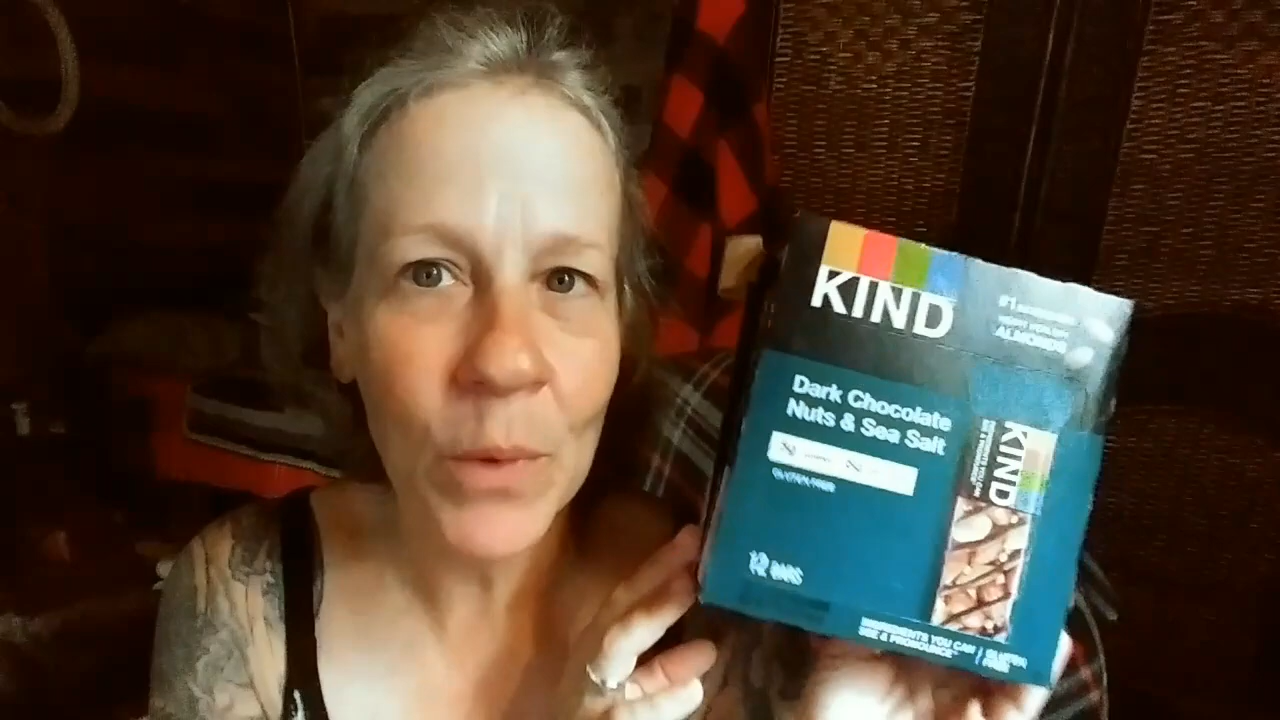 KIND
#1
ALMONDS
Dark Chocolate
Nuts & Sea Salt
GLUTEN FREE
12 BARS
KIND
INGREDIENTS YOU CAN
SEE & PRONOUNCE™
GLUTEN
FREE